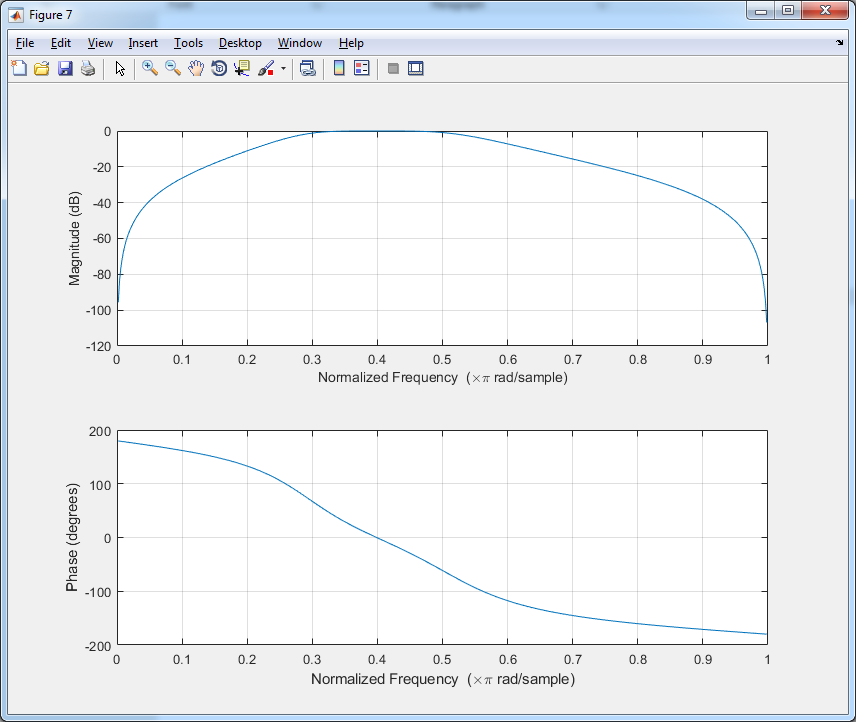 Figure 7
File Edit View Insert Tools Desktop Window Help
0
-20
-40
-60
-80
-100
-120
Magnitude (dB)
0 0.1 0.2 0.3 0.4 0.5 0.6 0.7 0.8 0.9 1
Normalized Frequency (×π rad/sample)
200
100
0
-100
-200
Phase (degrees)
0 0.1 0.2 0.3 0.4 0.5 0.6 0.7 0.8 0.9 1
Normalized Frequency (×π rad/sample)